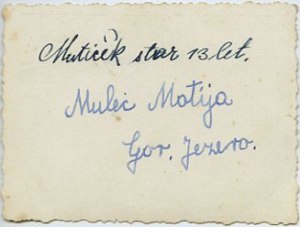 Mutiček star 13 let.
Mulec Matija
Gor. Jezero.